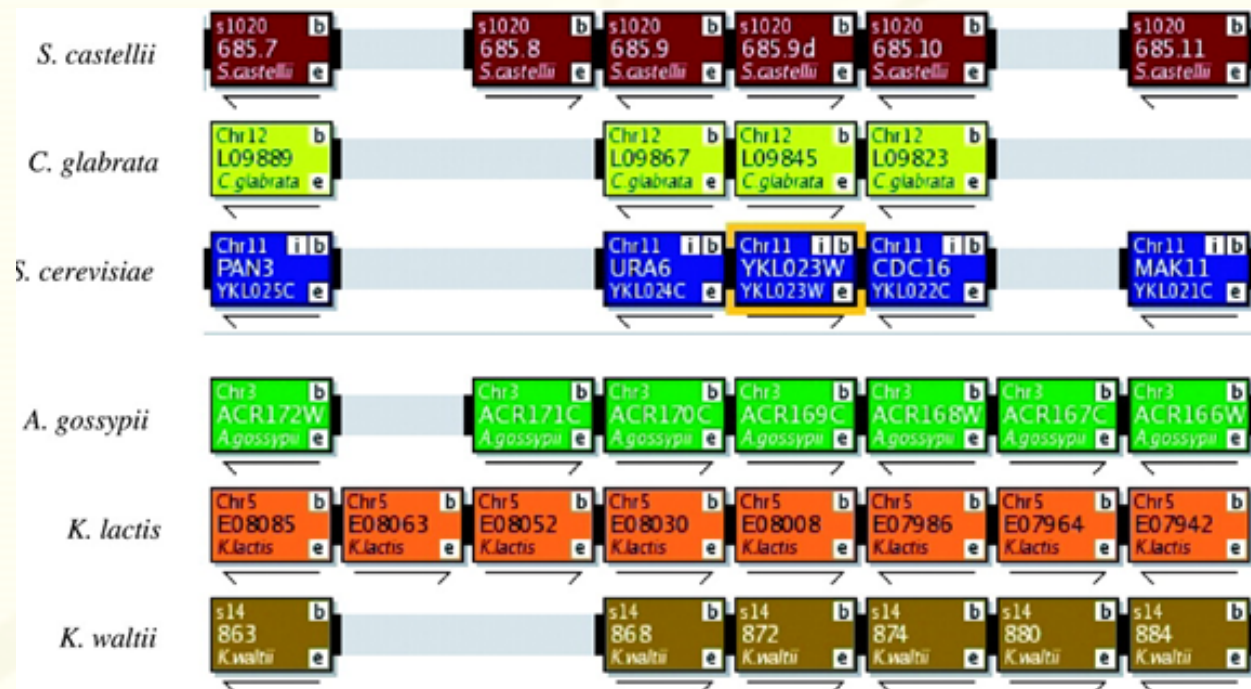 S. castellii
s1020 b s1020 b s1020 b s1020 b s1020 b s1020 b
685.7 685.8 685.9 685.9d 685.10 685.11
S.castellii e S.castellii e S.castellii e S.castellii e S.castellii e S.castellii e
C. glabrata
Chr12 b Chr12 b Chr12 b Chr12 b
L09889 L09867 L09845 L09823
C.glabrata e C.glabrata e C.glabrata e C.glabrata e
S. cerevisiae
Chr11 i b Chr11 i b Chr11 i b Chr11 i b Chr11 i b
PAN3 URA6 YKL023W CDC16 MAK11
YKL025C e YKL024C e YKL023W e YKL022C e YKL021C e
A. gossypii
Chr3 b Chr3 b Chr3 b Chr3 b Chr3 b Chr3 b Chr3 b
ACR172W ACR171C ACR170C ACR169C ACR168W ACR167C ACR166W
A.gossypii e A.gossypii e A.gossypii e A.gossypii e A.gossypii e A.gossypii e A.gossypii e
K. lactis
Chr5 b Chr5 b Chr5 b Chr5 b Chr5 b Chr5 b Chr5 b Chr5 b
E08085 E08063 E08052 E08030 E08008 E07986 E07964 E07942
K.lactis e K.lactis e K.lactis e K.lactis e K.lactis e K.lactis e K.lactis e K.lactis e
K. waltii
s14 b s14 b s14 b s14 b s14 b s14 b
863 868 872 874 880 884
K.waltii e K.waltii e K.waltii e K.waltii e K.waltii e K.waltii e